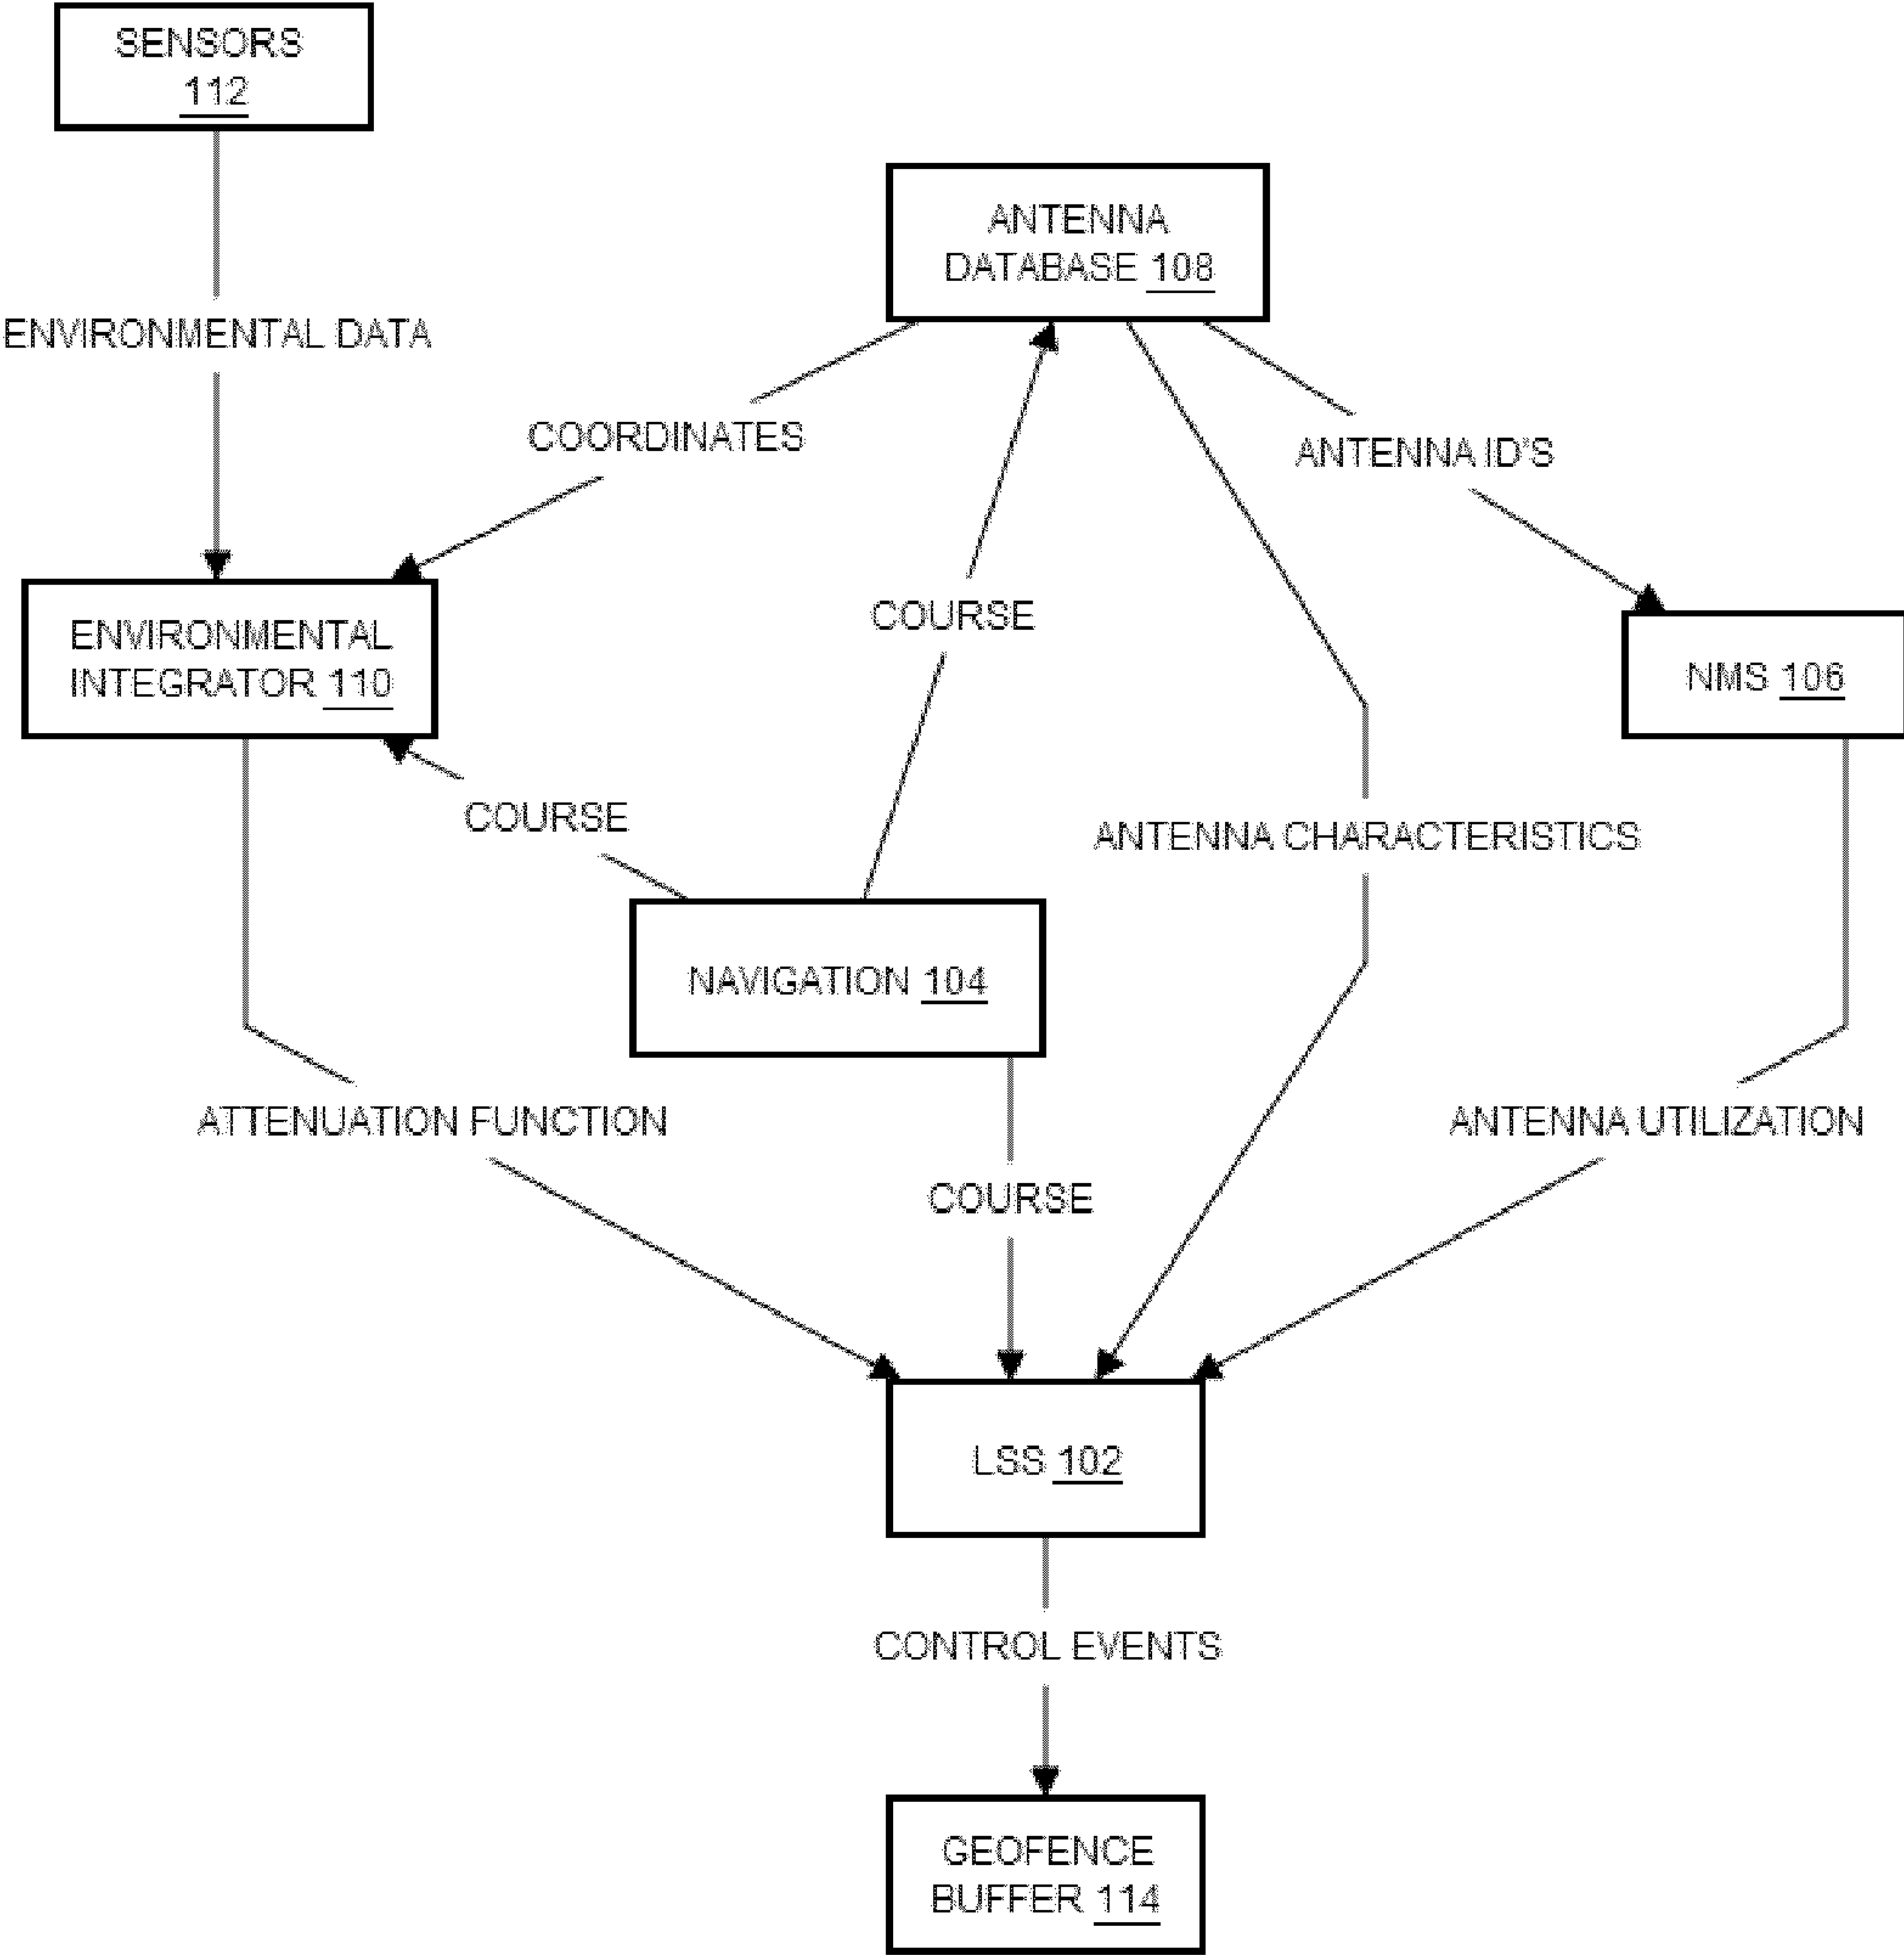 SENSORS
112
ANTENNA
DATABASE 108
ENVIRONMENTAL DATA
COORDINATES
ANTENNA ID'S
ENVIRONMENTAL
INTEGRATOR 110
COURSE
NMS 106
COURSE
ANTENNA CHARACTERISTICS
NAVIGATION 104
ATTENUATION FUNCTION
ANTENNA UTILIZATION
COURSE
LSS 102
CONTROL EVENTS
GEOFENCE
BUFFER 114